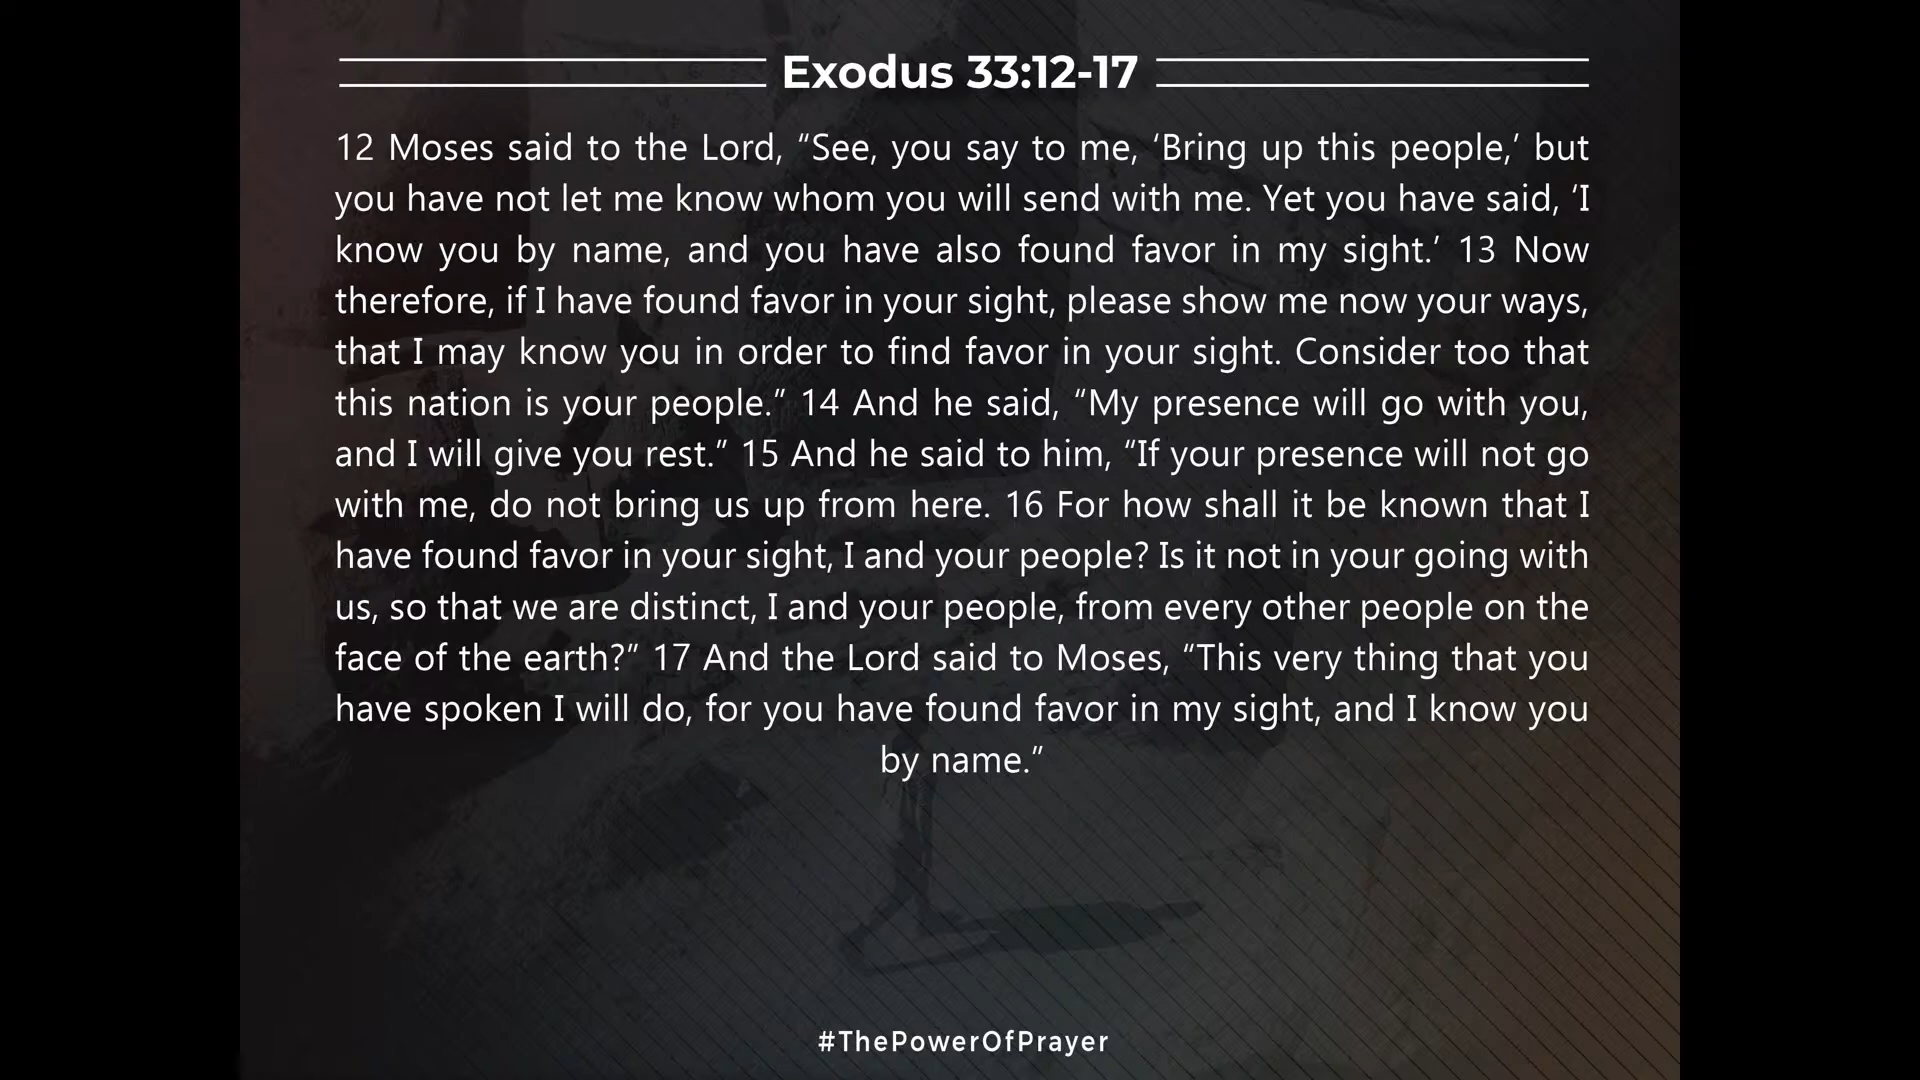 Exodus 33:12-17
12 Moses said to the Lord, “See, you say to me, ‘Bring up this people,’ but
you have not let me know whom you will send with me. Yet you have said, ‘I
know you by name, and you have also found favor in my sight.’ 13 Now
therefore, if I have found favor in your sight, please show me now your ways,
that I may know you in order to find favor in your sight. Consider too that
this nation is your people.” 14 And he said, “My presence will go with you,
and I will give you rest.” 15 And he said to him, “If your presence will not go
with me, do not bring us up from here. 16 For how shall it be known that I
have found favor in your sight, I and your people? Is it not in your going with
us, so that we are distinct, I and your people, from every other people on the
face of the earth?” 17 And the Lord said to Moses, “This very thing that you
have spoken I will do, for you have found favor in my sight, and I know you
by name.”
#ThePowerOfPrayer